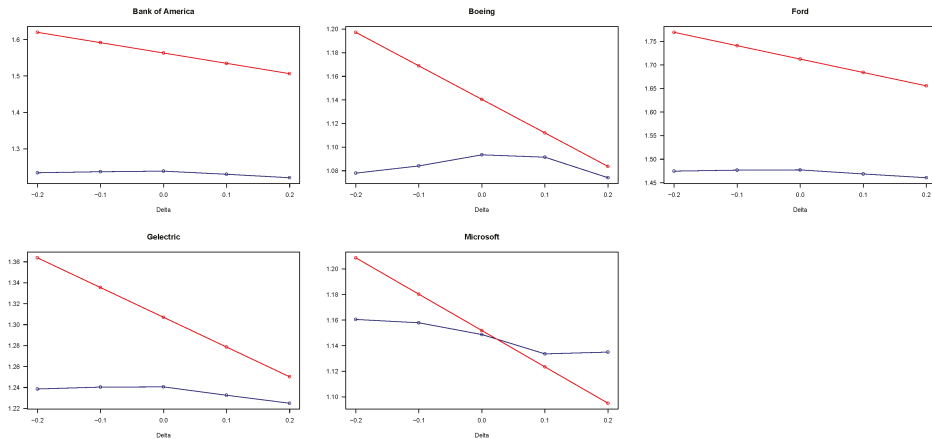 Bank of America
1.6
1.5
1.4
1.3
−0.2 −0.1 0.0 0.1 0.2
Delta
Boeing
1.20
1.18
1.16
1.14
1.12
1.10
1.08
−0.2 −0.1 0.0 0.1 0.2
Delta
Ford
1.75
1.70
1.65
1.60
1.55
1.50
1.45
−0.2 −0.1 0.0 0.1 0.2
Delta
Gelectric
1.36
1.34
1.32
1.30
1.28
1.26
1.24
1.22
−0.2 −0.1 0.0 0.1 0.2
Delta
Microsoft
1.20
1.18
1.16
1.14
1.12
1.10
−0.2 −0.1 0.0 0.1 0.2
Delta